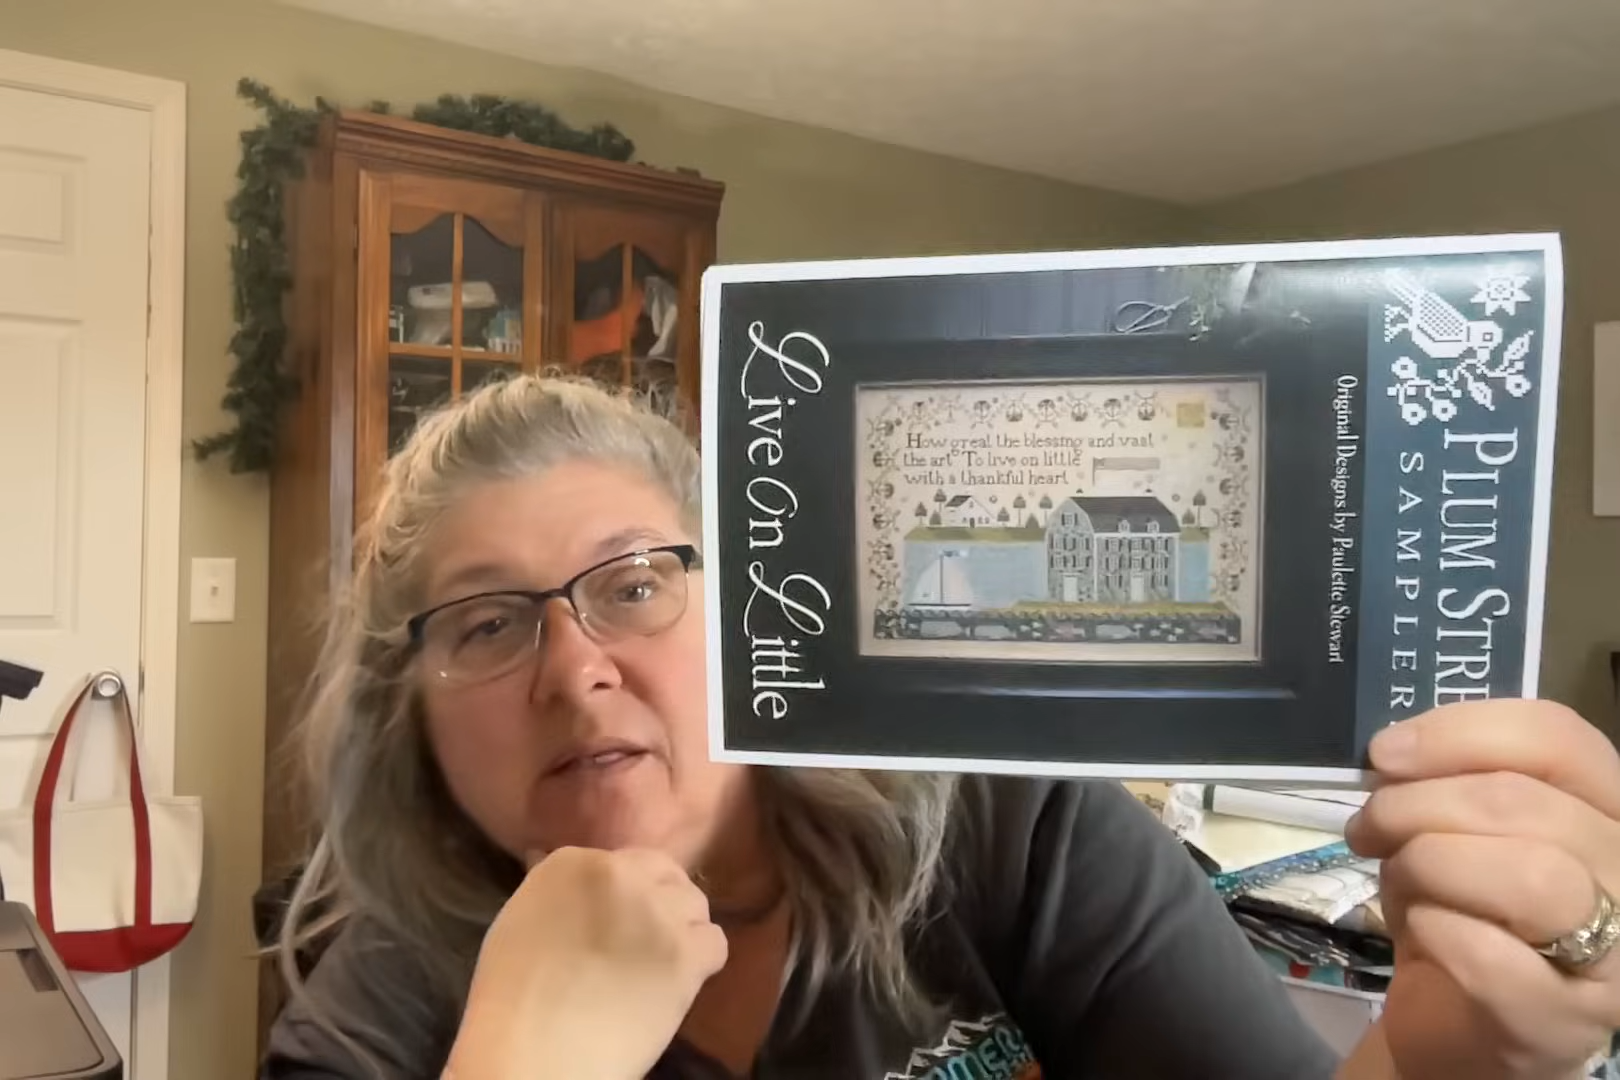 Live On Little
How great the blessing and vast
the art To live on little
with a thankful heart
Original Designs by Paulette Stewart
PLUM STRE
SAMPLER